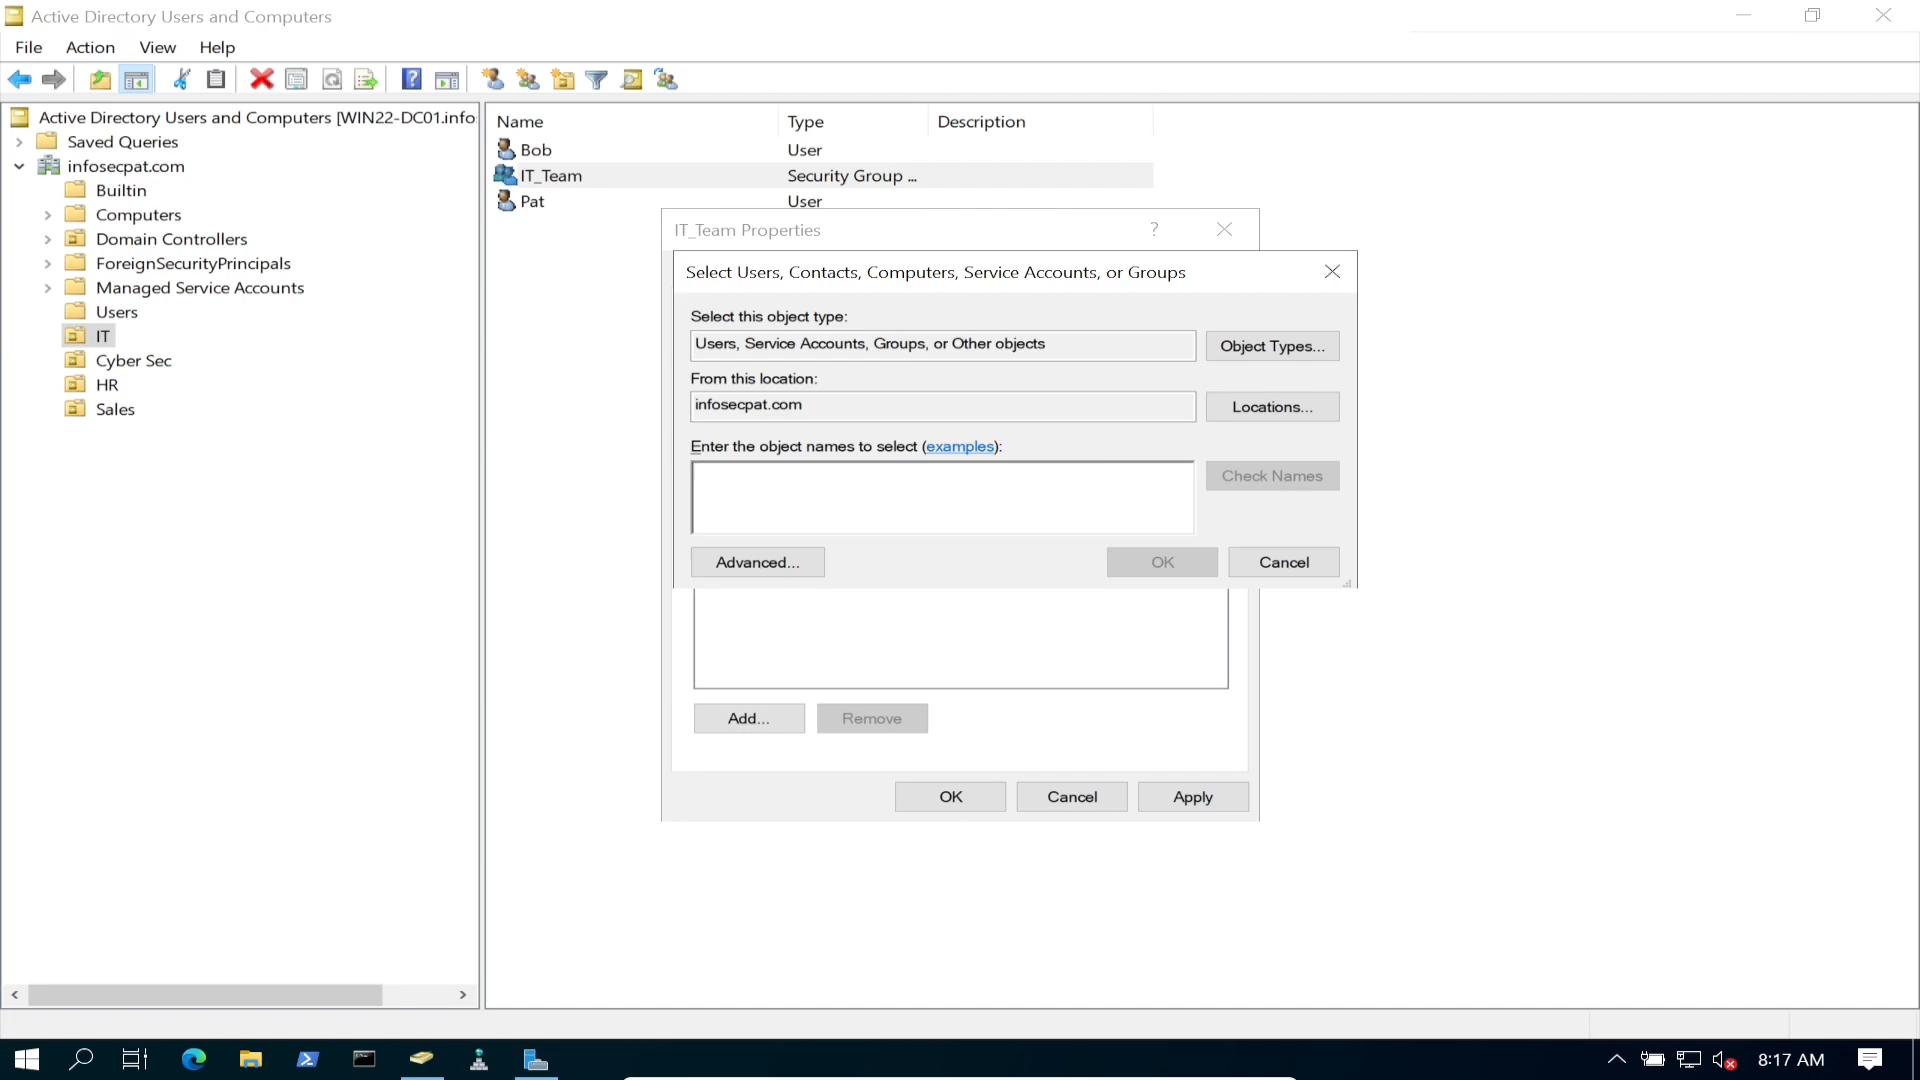 Active Directory Users and Computers
File Action View Help
Active Directory Users and Computers [WIN22-DC01.info
Saved Queries
infosecpat.com
Builtin
Computers
Domain Controllers
ForeignSecurityPrincipals
Managed Service Accounts
Users
IT
Cyber Sec
HR
Sales
Name Type Description
Bob User
IT_Team Security Group ...
Pat User
IT_Team Properties
Select Users, Contacts, Computers, Service Accounts, or Groups
Select this object type:
Users, Service Accounts, Groups, or Other objects Object Types...
From this location:
infosecpat.com Locations...
Enter the object names to select (examples):
Check Names
Advanced... OK Cancel
Add... Remove
OK Cancel Apply
8:17 AM